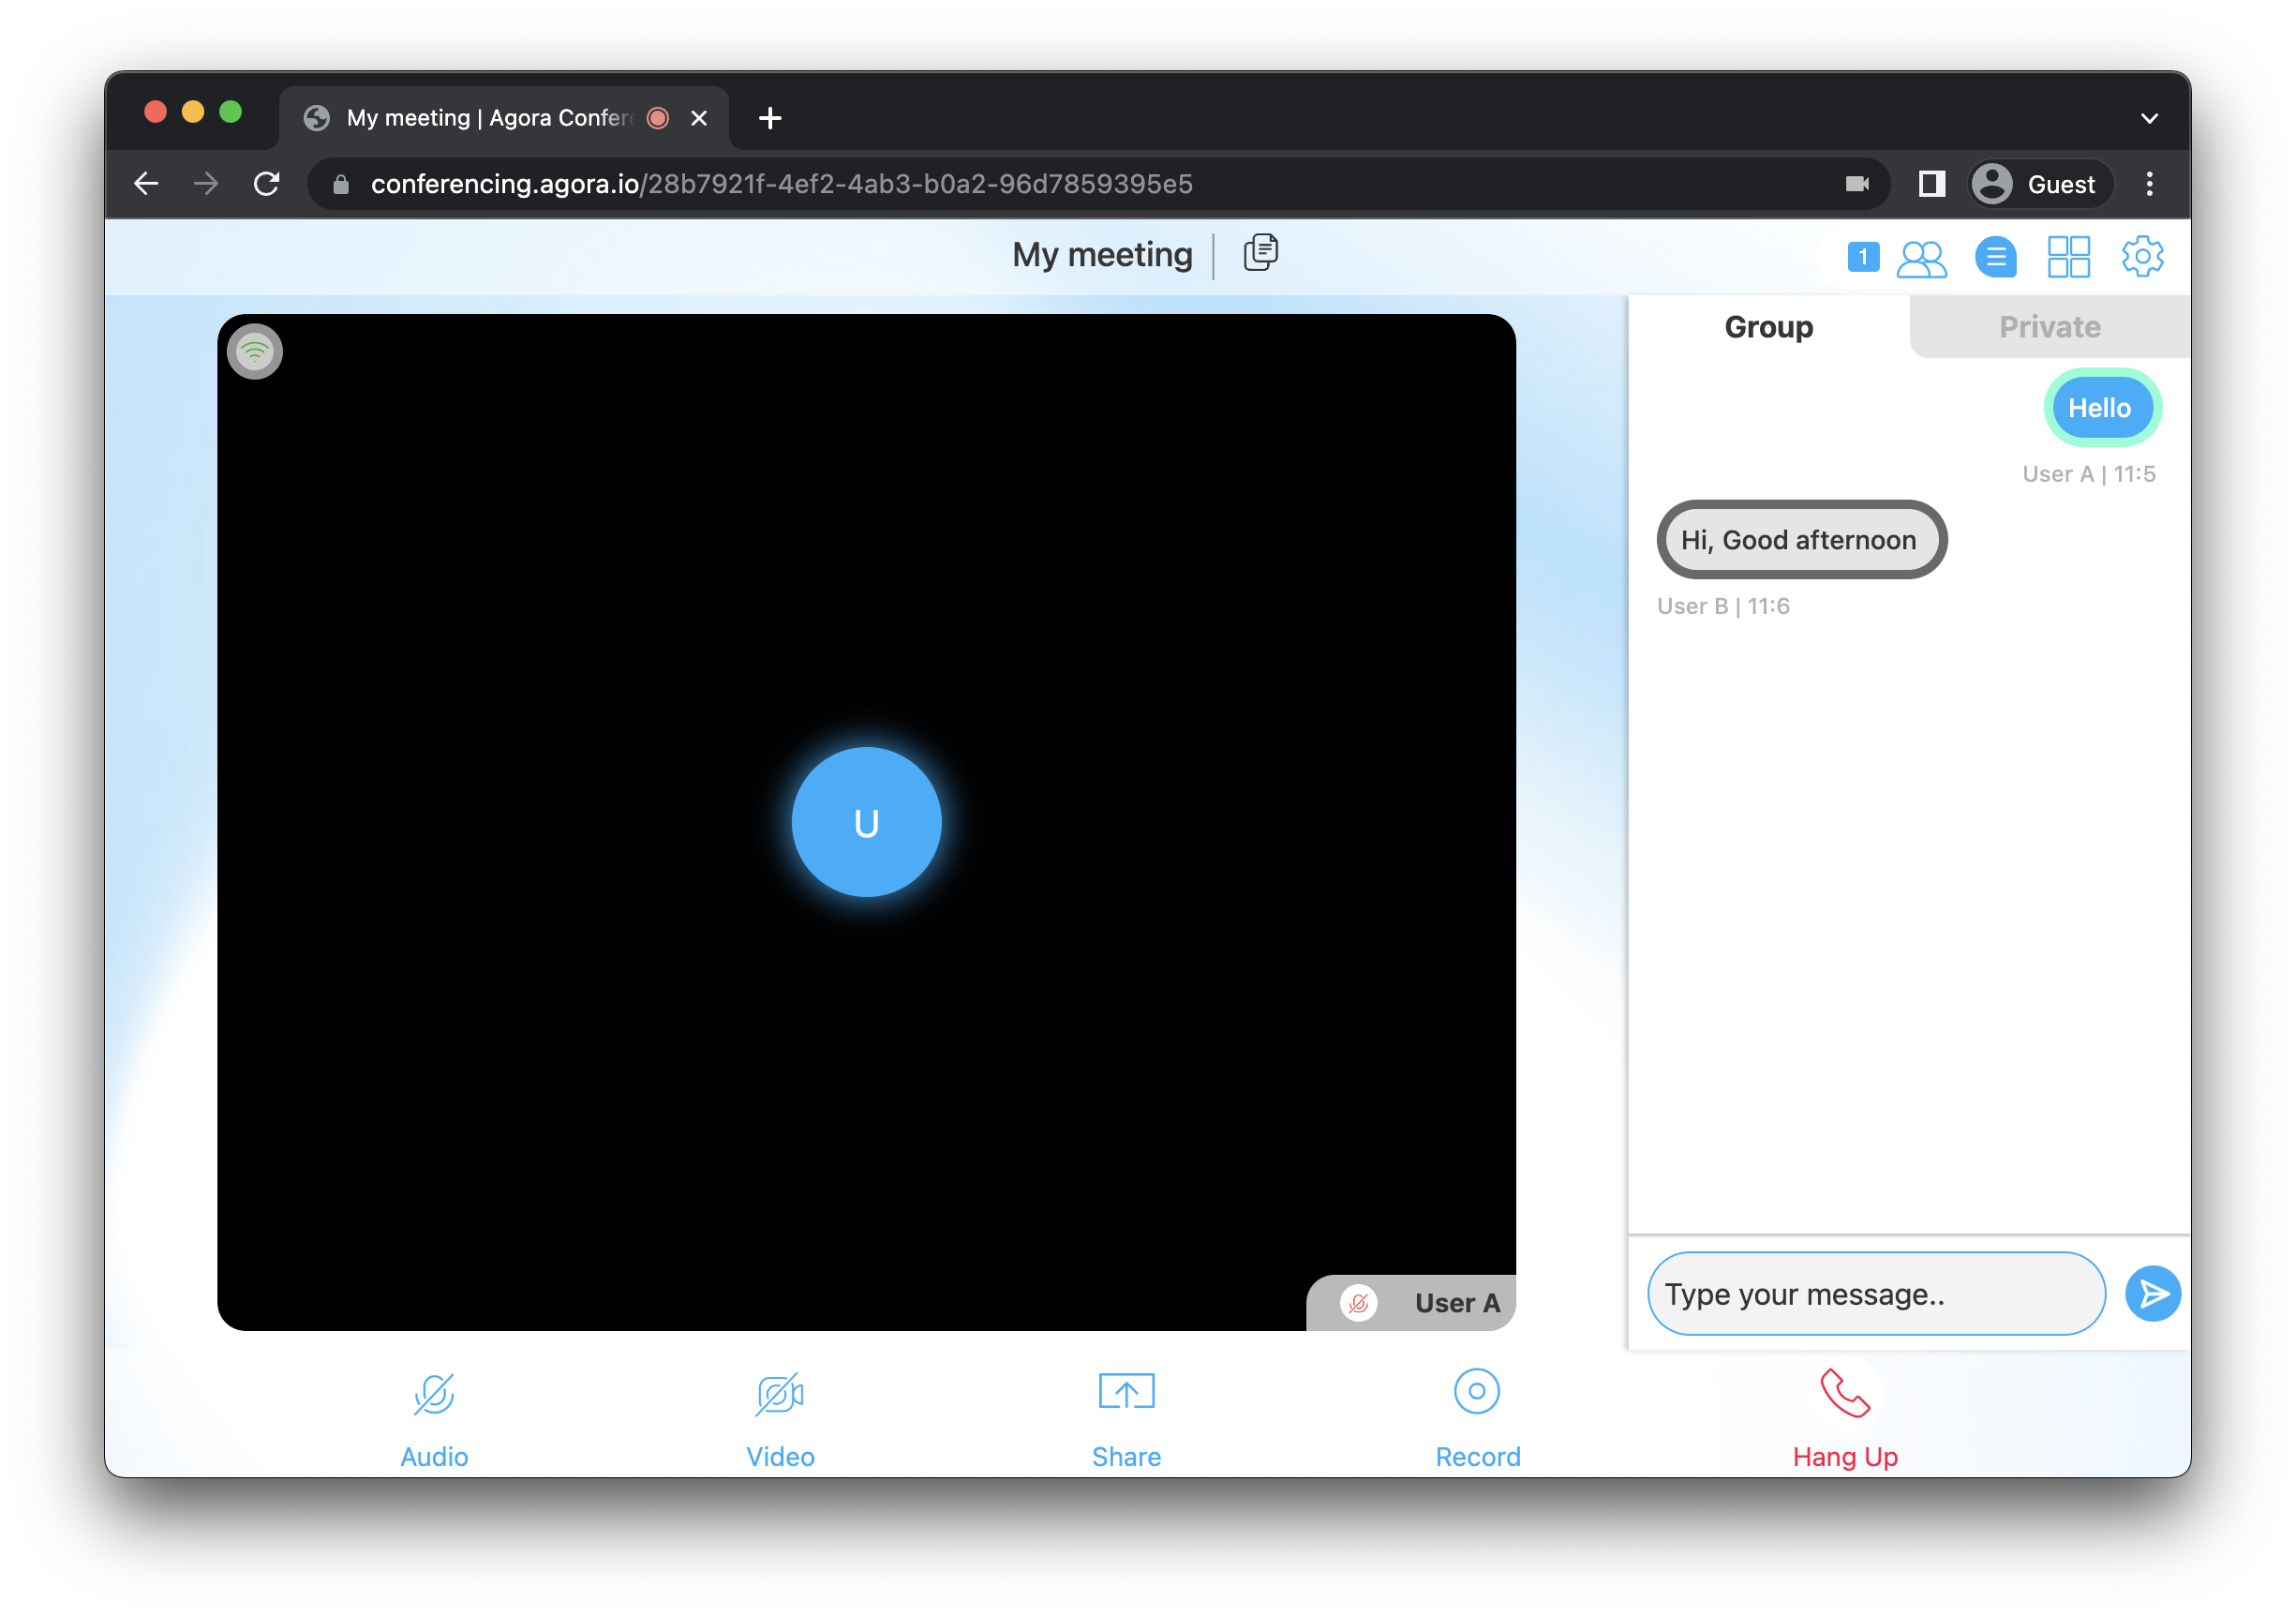 My meeting | Agora Confere
conferencing.agora.io/28b7921f-4ef2-4ab3-b0a2-96d7859395e5
Guest
My meeting
1
Group
Private
Hello
User A | 11:5
Hi, Good afternoon
User B | 11:6
U
User A
Type your message..
Audio
Video
Share
Record
Hang Up